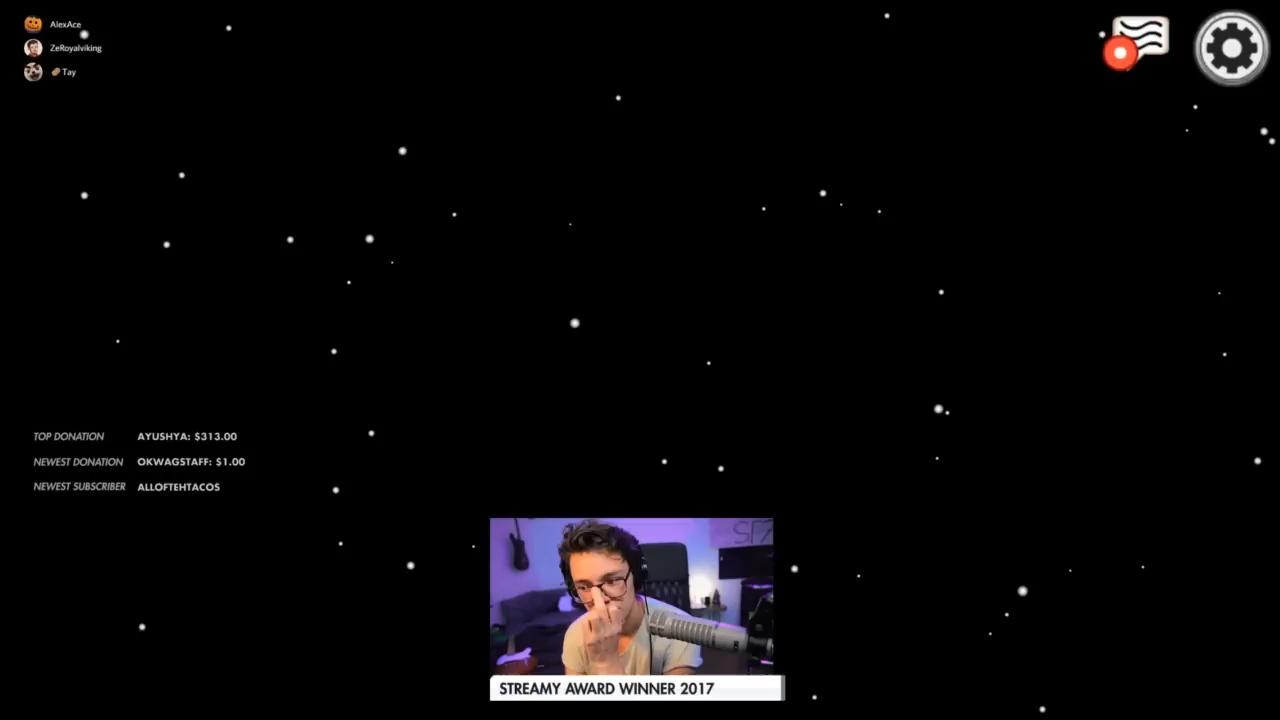 AlexAce
ZeRoyalviking
Tay
TOP DONATION AYUSHYA: $313.00
NEWEST DONATION OKWAGSTAFF: $1.00
NEWEST SUBSCRIBER ALLOFTEHTACOS
STREAMY AWARD WINNER 2017